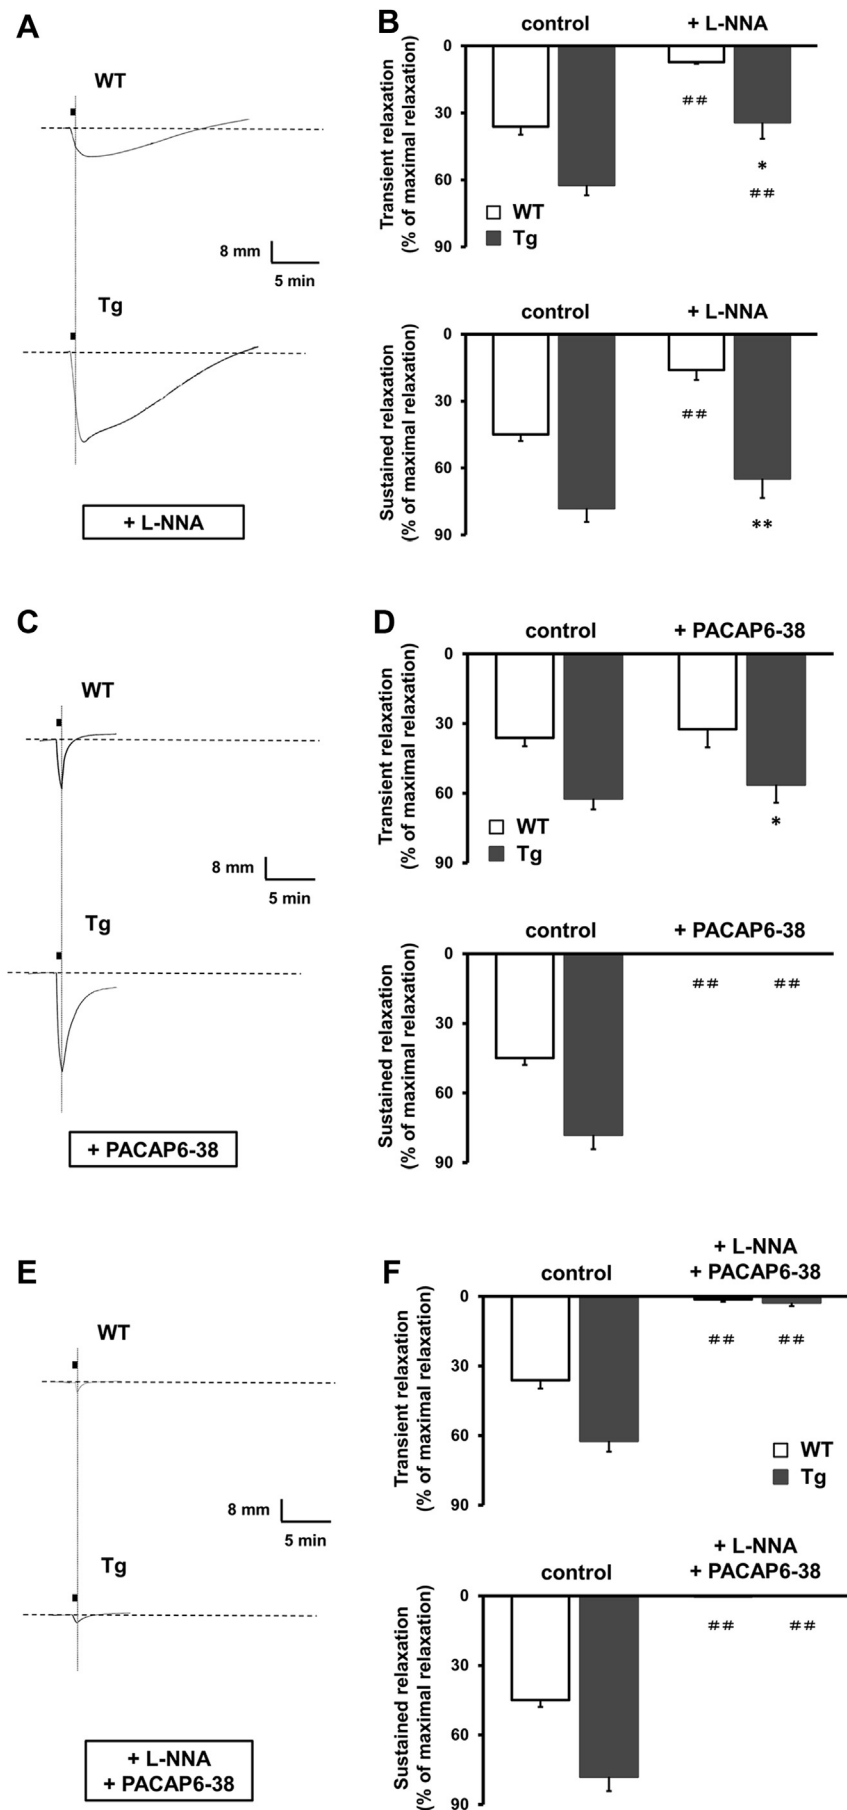 A
WT
8 mm
5 min
Tg
+ L-NNA
B
control
+ L-NNA
Transient relaxation
(% of maximal relaxation)
0
30
60
90
##
*
##
WT
Tg
control
+ L-NNA
Sustained relaxation
(% of maximal relaxation)
0
30
60
90
##
**
C
WT
8 mm
5 min
Tg
+ PACAP6-38
D
control
+ PACAP6-38
Transient relaxation
(% of maximal relaxation)
0
30
60
90
*
WT
Tg
control
+ PACAP6-38
Sustained relaxation
(% of maximal relaxation)
0
30
60
90
##
##
E
WT
8 mm
5 min
Tg
+ L-NNA
+ PACAP6-38
F
control
+ L-NNA
+ PACAP6-38
Transient relaxation
(% of maximal relaxation)
0
30
60
90
##
##
WT
Tg
control
+ L-NNA
+ PACAP6-38
Sustained relaxation
(% of maximal relaxation)
0
30
60
90
##
##